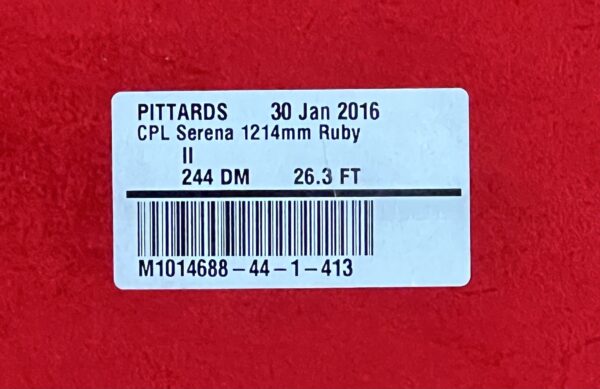 PITTARDS 30 Jan 2016
CPL Serena 1214mm Ruby
II
244 DM 26.3 FT
M1014688-44-1-413